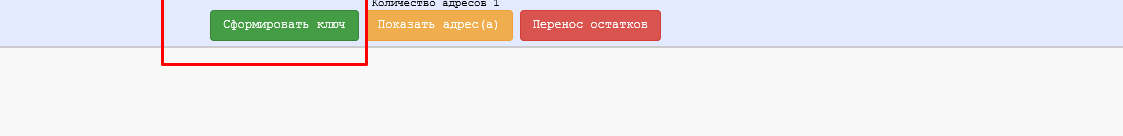 Количество адресов 1
Сформировать ключ Показать адрес(а) Перенос остатков